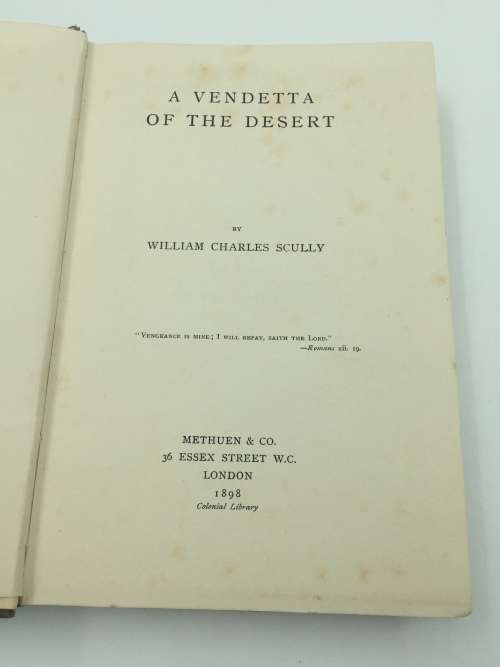 A VENDETTA
OF THE DESERT
BY
WILLIAM CHARLES SCULLY
"VENGEANCE IS MINE; I WILL REPAY, SAITH THE LORD."
—Romans xii. 19.
METHUEN & CO.
36 ESSEX STREET W.C.
LONDON
1898
Colonial Library